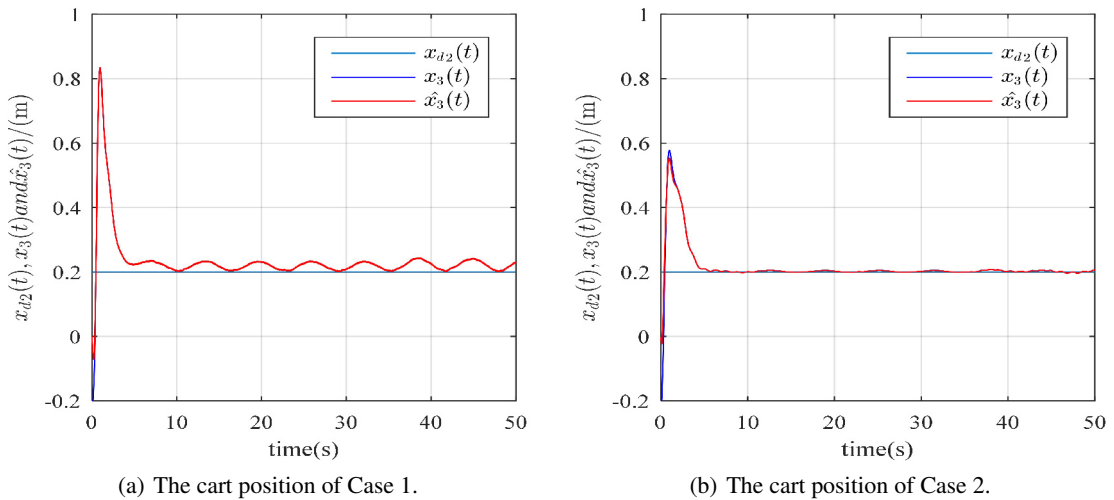 1
0.8
0.6
0.4
0.2
0
-0.2
0 10 20 30 40 50
x_{d2}(t), x_3(t)and\hat{x}_3(t)/(m)
time(s)
x_{d2}(t)
x_3(t)
\hat{x_3}(t)
(a) The cart position of Case 1.
1
0.8
0.6
0.4
0.2
0
-0.2
0 10 20 30 40 50
x_{d2}(t), x_3(t)and\hat{x}_3(t)/(m)
time(s)
x_{d2}(t)
x_3(t)
\hat{x_3}(t)
(b) The cart position of Case 2.